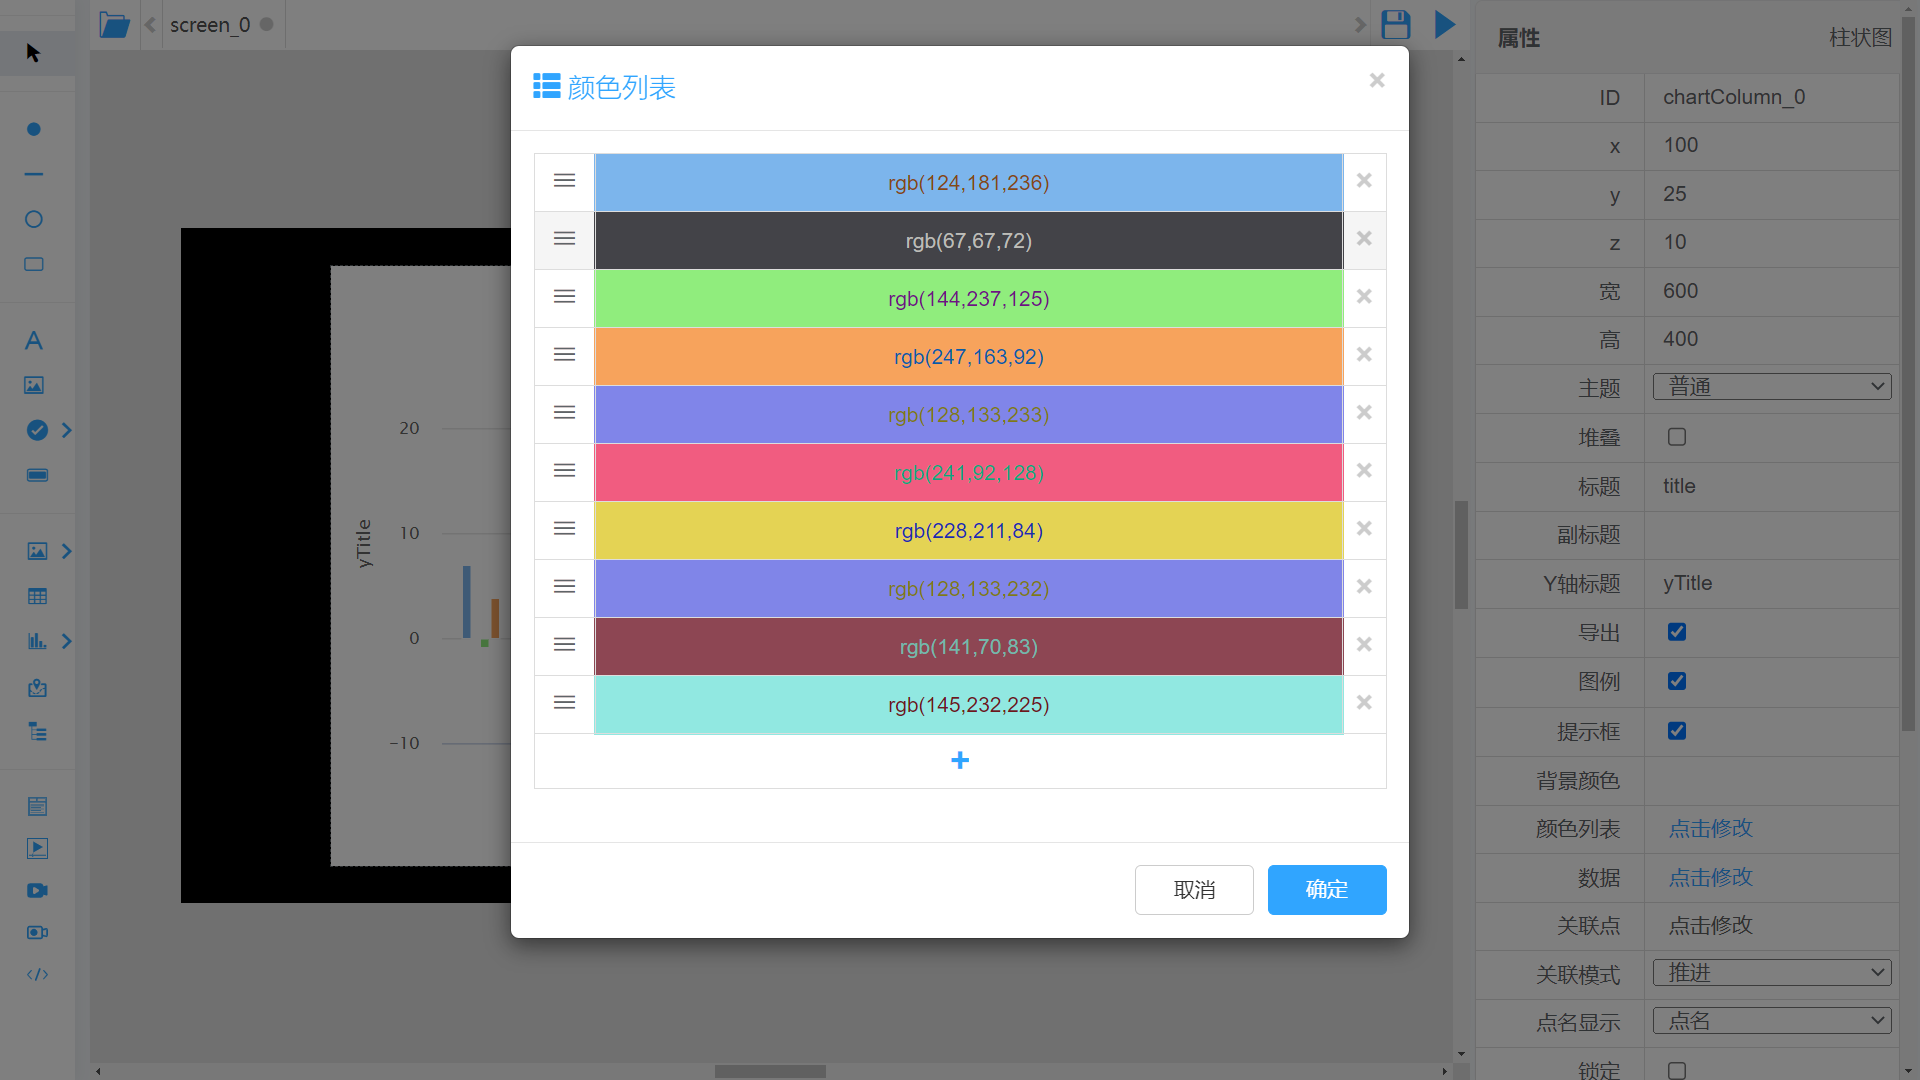 screen_0
颜色列表
rgb(124,181,236)
rgb(67,67,72)
rgb(144,237,125)
rgb(247,163,92)
rgb(128,133,233)
rgb(241,92,128)
rgb(228,211,84)
rgb(128,133,232)
rgb(141,70,83)
rgb(145,232,225)
取消
确定
20
10
0
-10
yTitle
属性
柱状图
ID
chartColumn_0
x
100
y
25
z
10
宽
600
高
400
主题
普通
堆叠
标题
title
副标题
Y轴标题
yTitle
导出
图例
提示框
背景颜色
颜色列表
点击修改
数据
点击修改
关联点
点击修改
关联模式
推进
点名显示
点名
锁定